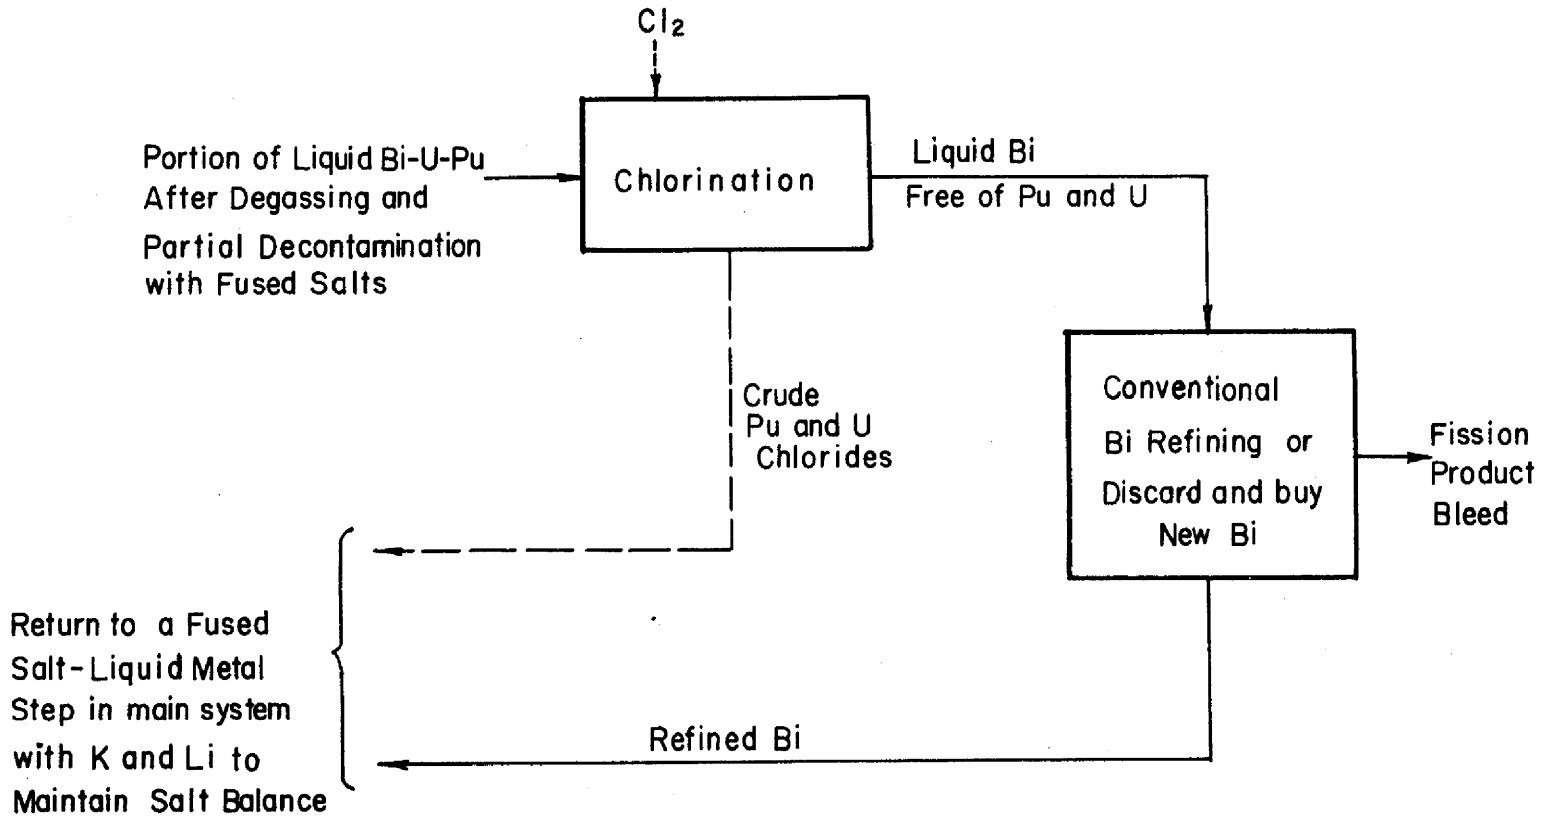 Cl2
Portion of Liquid Bi-U-Pu
After Degassing and
Partial Decontamination
with Fused Salts
Chlorination
Liquid Bi
Free of Pu and U
Crude
Pu and U
Chlorides
Conventional
Bi Refining or
Discard and buy
New Bi
Fission
Product
Bleed
Return to a Fused
Salt-Liquid Metal
Step in main system
with K and Li to
Maintain Salt Balance
Refined Bi